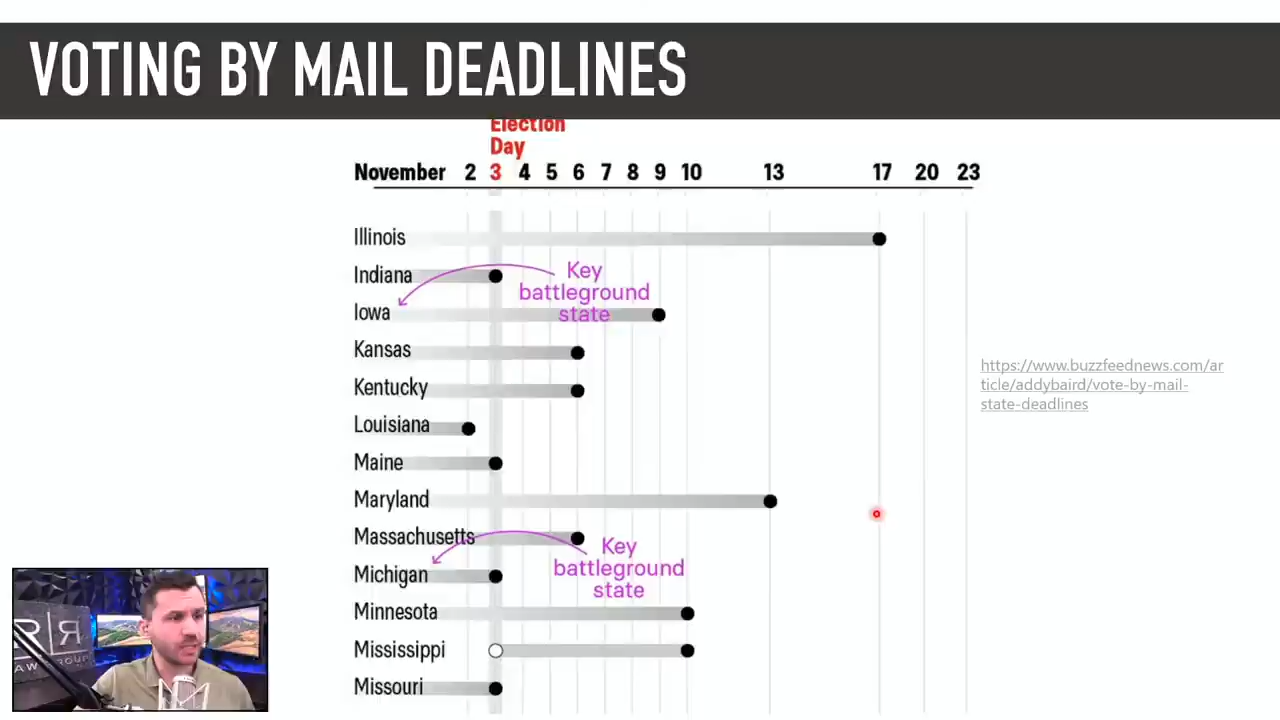 VOTING BY MAIL DEADLINES
Election
Day
November 2 3 4 5 6 7 8 9 10 13 17 20 23
Illinois
Indiana
Key
battleground
state
Iowa
Kansas
Kentucky
Louisiana
Maine
Maryland
Massachusetts
Key
battleground
state
Michigan
Minnesota
Mississippi
Missouri
https://www.buzzfeednews.com/ar
ticle/addybaird/vote-by-mail-
state-deadlines
R|R